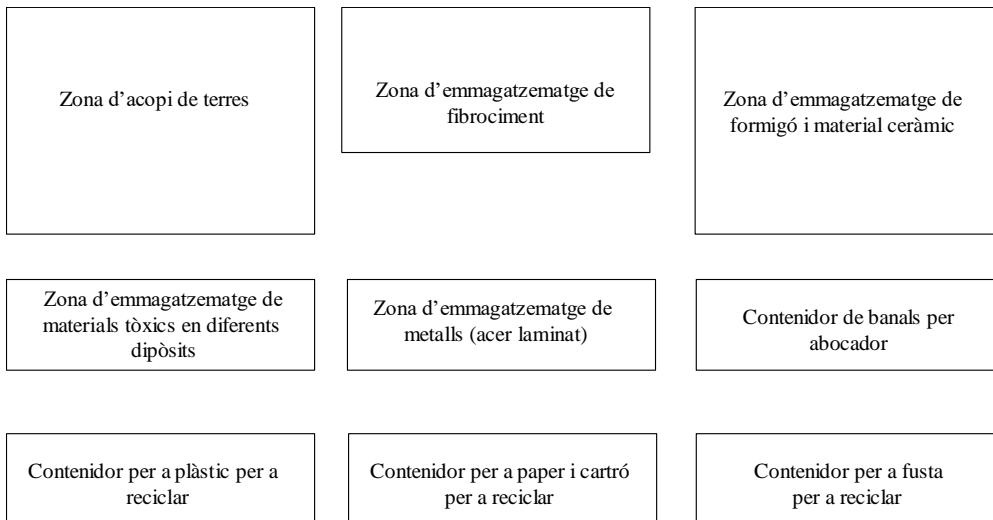 Zona d’acopi de terres
Zona d’emmagatzematge de
fibrociment
Zona d’emmagatzematge de
formigó i material ceràmic
Zona d’emmagatzematge de
materials tòxics en diferents
dipòsits
Zona d’emmagatzematge de
metalls (acer laminat)
Contenidor de banals per
abocador
Contenidor per a plàstic per a
reciclar
Contenidor per a paper i cartró
per a reciclar
Contenidor per a fusta
per a reciclar